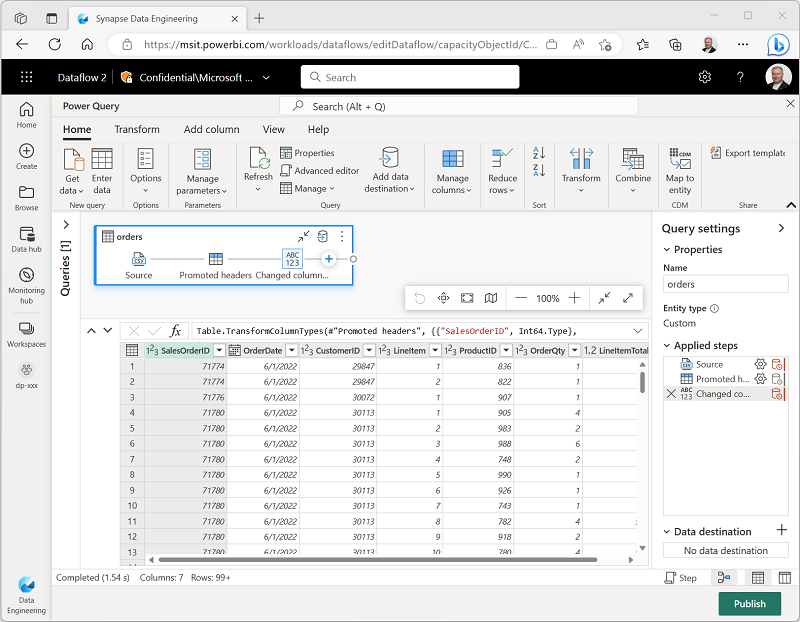 Synapse Data Engineering
https://msit.powerbi.com/workloads/dataflows/editDataflow/capacityObjectId/C...
Dataflow 2
Confidential\Microsoft ...
Search
Power Query
Search (Alt + Q)
Home Transform Add column View Help
Get data
Enter data
New query
Options
Options
Manage parameters
Parameters
Refresh
Properties
Advanced editor
Manage
Add data destination
Query
Manage columns
Reduce rows
Sort
Transform
Combine
Map to entity
CDM
Export template
Share
Home
Create
Browse
Data hub
Monitoring hub
Workspaces
dp-xxx
Data Engineering
Queries [1]
orders
Source Promoted headers Changed column...
100%
Table.TransformColumnTypes(#"Promoted headers", {{"SalesOrderID", Int64.Type},
SalesOrderID OrderDate CustomerID LineItem ProductID OrderQty LineItemTotal
1 71774 6/1/2022 29847 1 836 1
2 71774 6/1/2022 29847 2 822 1
3 71776 6/1/2022 30072 1 907 1
4 71780 6/1/2022 30113 1 905 4
5 71780 6/1/2022 30113 2 983 2
6 71780 6/1/2022 30113 3 988 6
7 71780 6/1/2022 30113 4 748 2
8 71780 6/1/2022 30113 5 990 1
9 71780 6/1/2022 30113 6 926 1
10 71780 6/1/2022 30113 7 743 1
11 71780 6/1/2022 30113 8 782 4
12 71780 6/1/2022 30113 9 918 2
13 71780 6/1/2022 30113 10 780 4
Completed (1.54 s) Columns: 7 Rows: 99+
Query settings
Properties
Name
orders
Entity type
Custom
Applied steps
Source
Promoted h...
Changed co...
Data destination
No data destination
Step
Publish